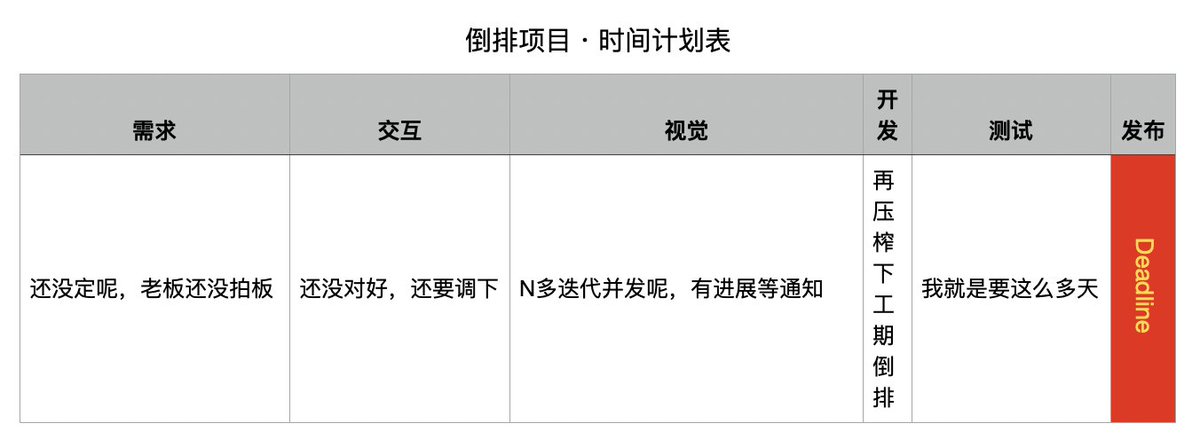 倒排项目 · 时间计划表
需求
交互
视觉
开
发
测试
发布
还没定呢，老板还没拍板
还没对好，还要调下
N多迭代并发呢，有进展等通知
再
压
榨
下
工
期
倒
排
我就是要这么多天
Deadline